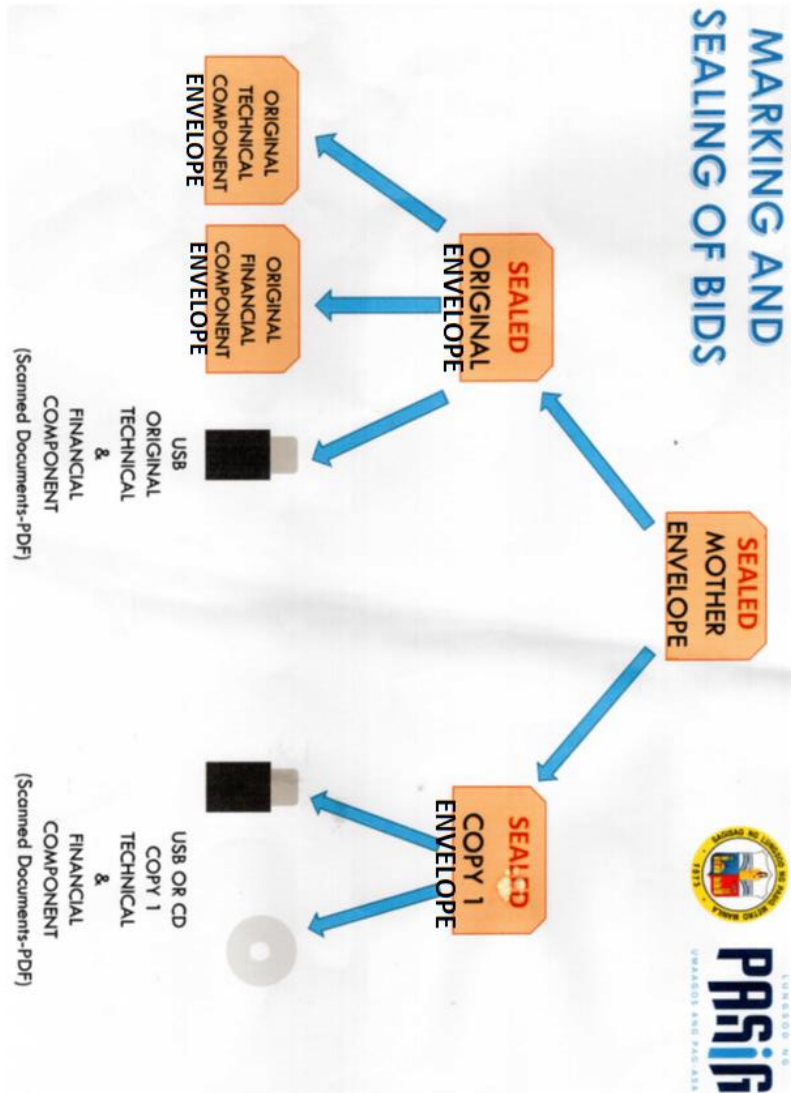 MARKING AND
SEALING OF BIDS
SAGISAG NG LUNGSOD NG PASIG METRO MANILA
1573
LUNGSOD NG
PASiG
UMAAGOS ANG PAG-ASA
SEALED
MOTHER
ENVELOPE
SEALED
ORIGINAL
ENVELOPE
SEALED
COPY 1
ENVELOPE
ORIGINAL
TECHNICAL
COMPONENT
ENVELOPE
ORIGINAL
FINANCIAL
COMPONENT
ENVELOPE
USB
ORIGINAL
TECHNICAL
&
FINANCIAL
COMPONENT
(Scanned Documents-PDF)
USB OR CD
COPY 1
TECHNICAL
&
FINANCIAL
COMPONENT
(Scanned Documents-PDF)